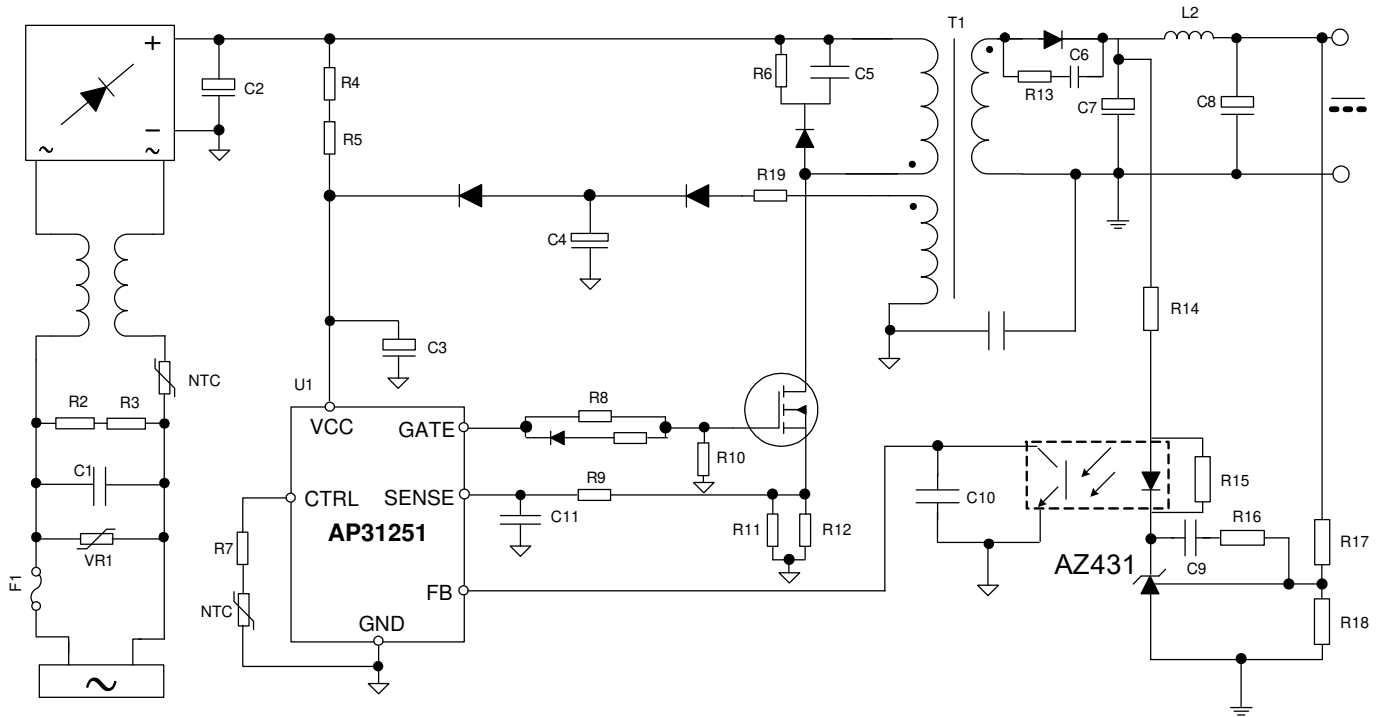 T1
L2
+
C2
R4
R6
C5
C6
R13
C7
C8
−
~
~
R5
R19
C4
R14
C3
NTC
U1
R2
R3
VCC
GATE
R8
R10
C1
CTRL
SENSE
R9
C10
R15
AP31251
C11
R11
R12
R16
R17
R7
VR1
AZ431
C9
F1
NTC
FB
GND
R18
~